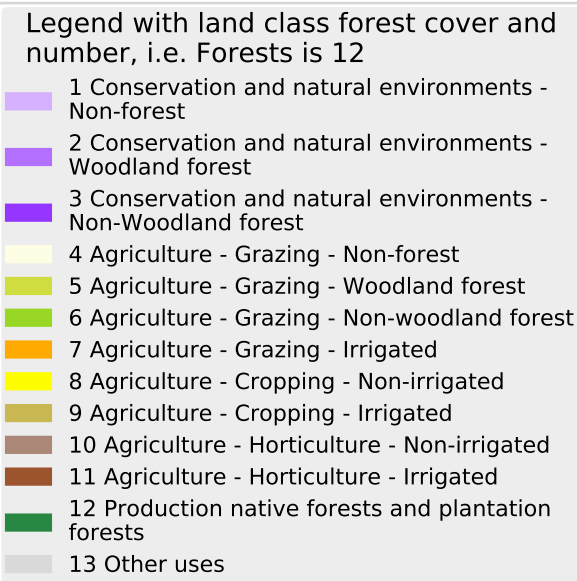 Legend with land class forest cover and
number, i.e. Forests is 12
1 Conservation and natural environments -
Non-forest
2 Conservation and natural environments -
Woodland forest
3 Conservation and natural environments -
Non-Woodland forest
4 Agriculture - Grazing - Non-forest
5 Agriculture - Grazing - Woodland forest
6 Agriculture - Grazing - Non-woodland forest
7 Agriculture - Grazing - Irrigated
8 Agriculture - Cropping - Non-irrigated
9 Agriculture - Cropping - Irrigated
10 Agriculture - Horticulture - Non-irrigated
11 Agriculture - Horticulture - Irrigated
12 Production native forests and plantation
forests
13 Other uses